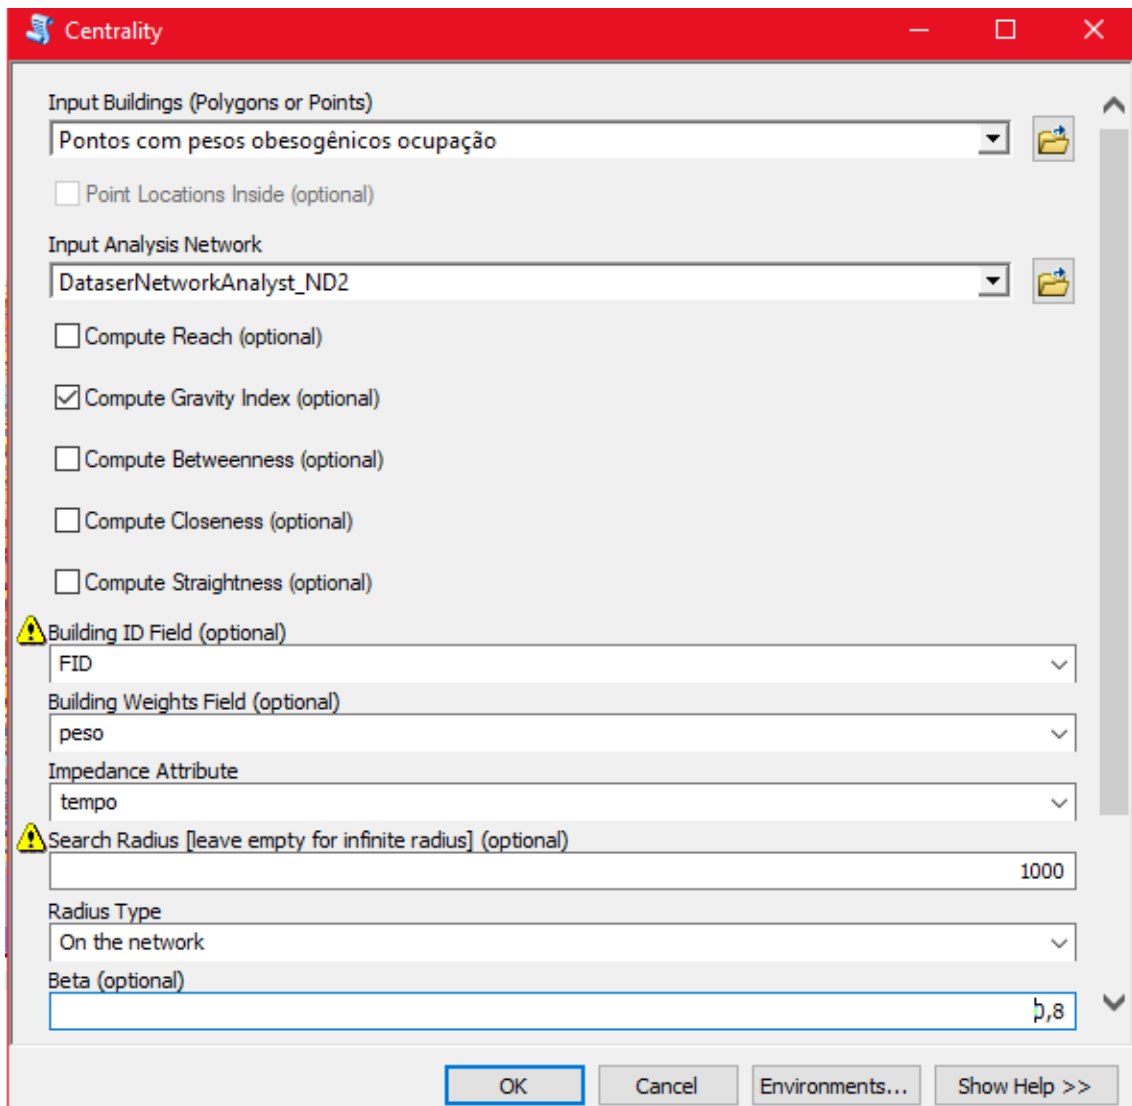 Centrality
Input Buildings (Polygons or Points)
Pontos com pesos obesogênicos ocupação
Point Locations Inside (optional)
Input Analysis Network
DataserNetworkAnalyst_ND2
Compute Reach (optional)
Compute Gravity Index (optional)
Compute Betweenness (optional)
Compute Closeness (optional)
Compute Straightness (optional)
Building ID Field (optional)
FID
Building Weights Field (optional)
peso
Impedance Attribute
tempo
Search Radius [leave empty for infinite radius] (optional)
1000
Radius Type
On the network
Beta (optional)
0,8
OK Cancel Environments... Show Help >>